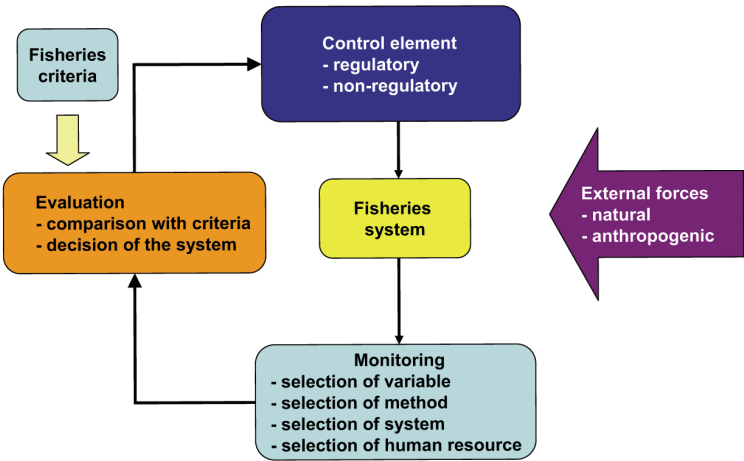 Fisheries
criteria
Control element
- regulatory
- non-regulatory
Evaluation
- comparison with criteria
- decision of the system
Fisheries
system
External forces
- natural
- anthropogenic
Monitoring
- selection of variable
- selection of method
- selection of system
- selection of human resource